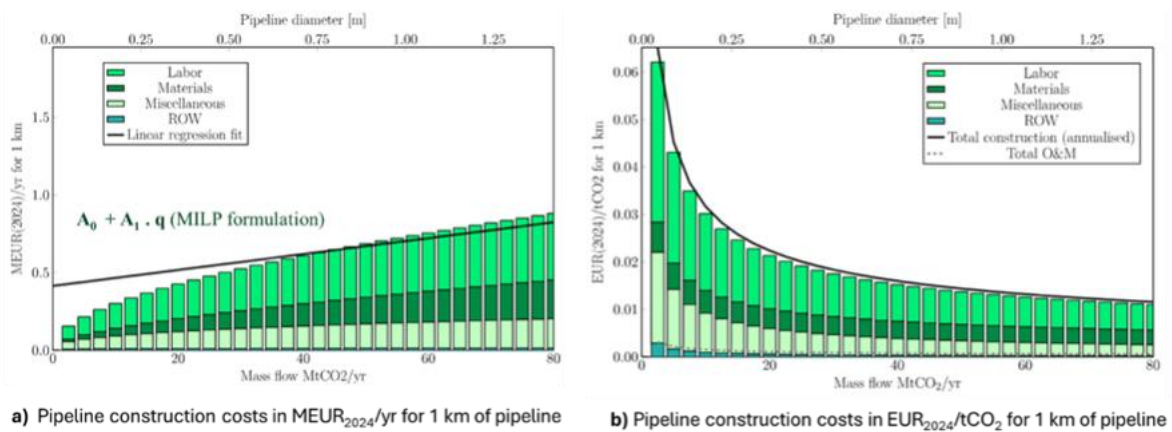 Pipeline diameter [m]
0.00 0.25 0.50 0.75 1.00 1.25
MEUR(2024)/yr for 1 km
1.5
1.0
0.5
0.0
Labor
Materials
Miscellaneous
ROW
Linear regression fit
A₀ + A₁ . q (MILP formulation)
0 20 40 60 80
Mass flow MtCO2/yr
a) Pipeline construction costs in MEUR₂₀₂₄/yr for 1 km of pipeline
Pipeline diameter [m]
0.00 0.25 0.50 0.75 1.00 1.25
EUR(2024)/tCO2 for 1 km
0.06
0.05
0.04
0.03
0.02
0.01
0.00
Labor
Materials
Miscellaneous
ROW
Total construction (annualised)
Total O&M
0 20 40 60 80
Mass flow MtCO₂/yr
b) Pipeline construction costs in EUR₂₀₂₄/tCO₂ for 1 km of pipeline